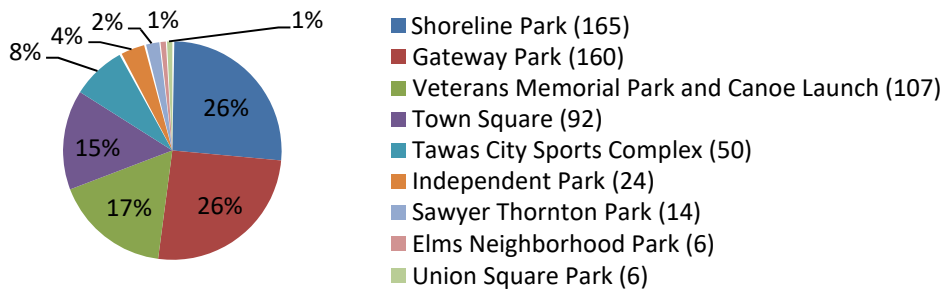 2%
1%
1%
4%
8%
26%
15%
17%
26%
Shoreline Park (165)
Gateway Park (160)
Veterans Memorial Park and Canoe Launch (107)
Town Square (92)
Tawas City Sports Complex (50)
Independent Park (24)
Sawyer Thornton Park (14)
Elms Neighborhood Park (6)
Union Square Park (6)